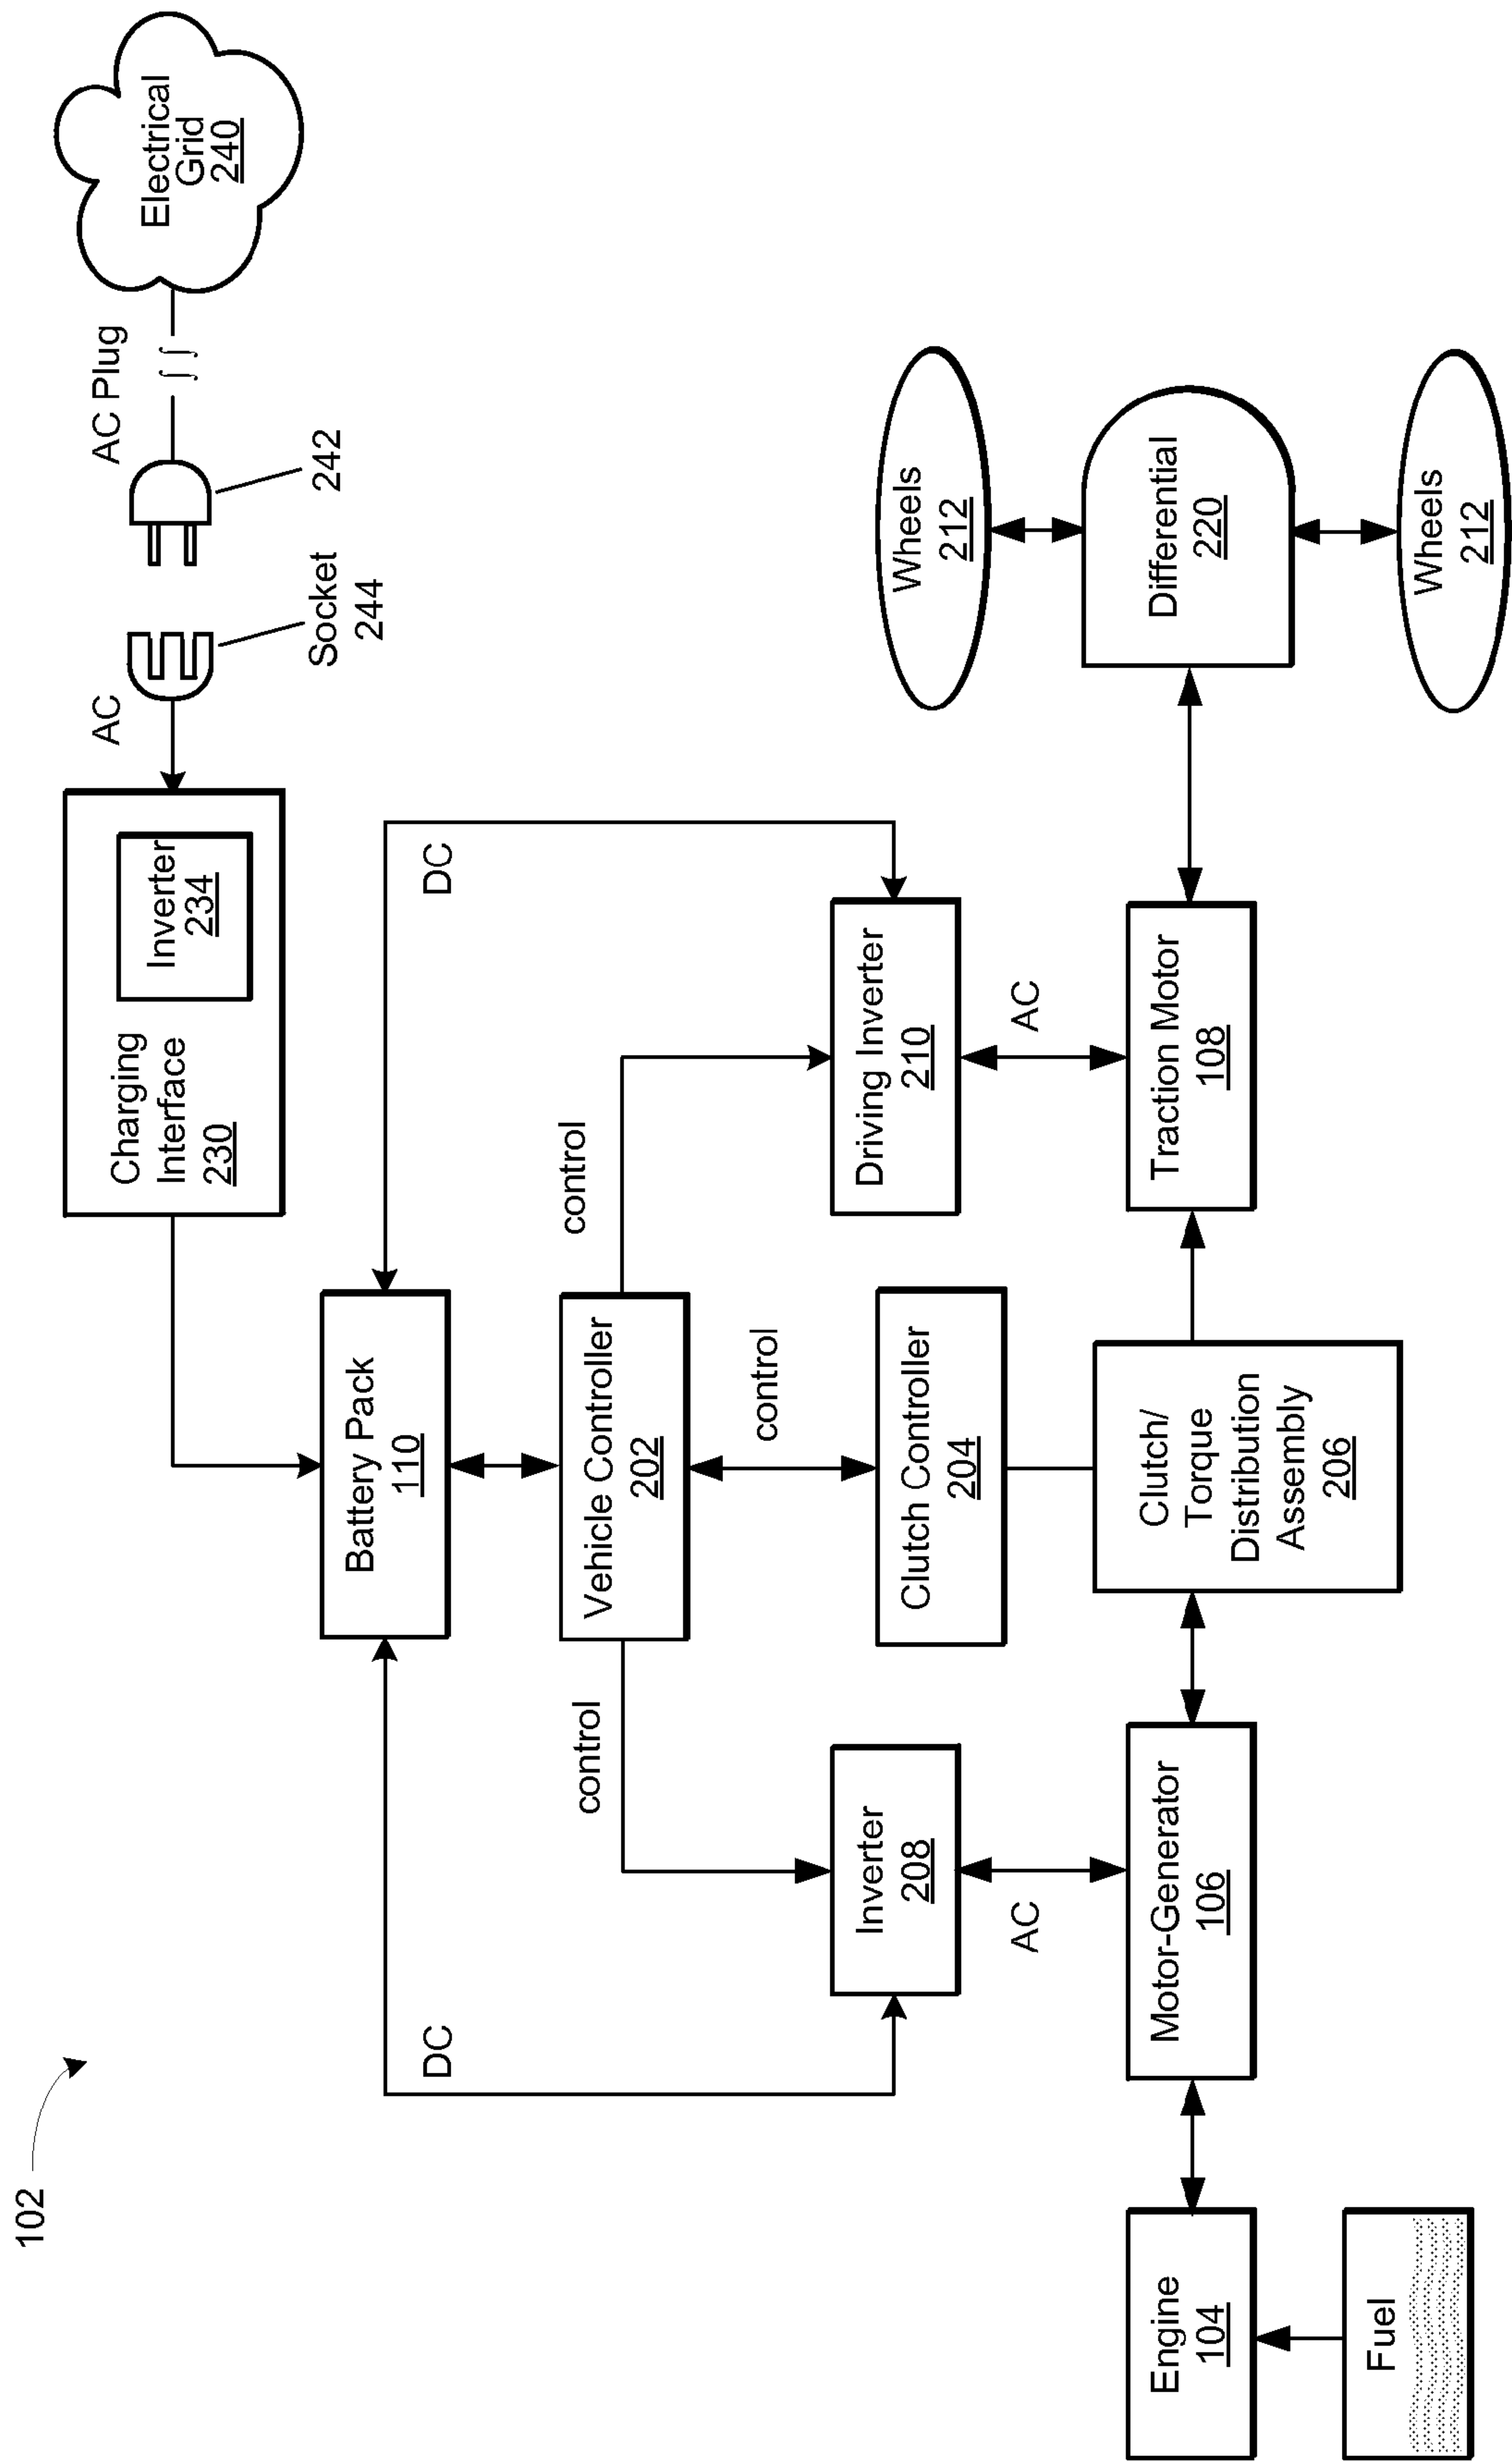 102
Electrical
Grid
240
AC Plug
242
Socket
244
AC
Charging
Interface
230
Inverter
234
Battery Pack
110
DC
DC
Vehicle Controller
202
control
control
control
Inverter
208
Clutch Controller
204
Driving Inverter
210
AC
AC
Engine
104
Motor-Generator
106
Clutch/
Torque
Distribution
Assembly
206
Traction Motor
108
Differential
220
Wheels
212
Wheels
212
Fuel